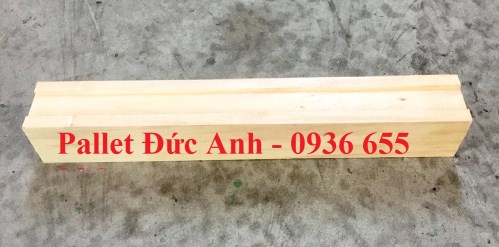 Pallet Đức Anh - 0936 655